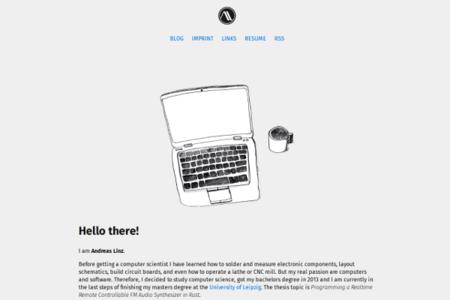 BLOG IMPRINT LINKS RESUME RSS
Hello there!
I am Andreas Linz.
Before getting a computer scientist I have learned how to solder and measure electronic components, layout
schematics, build circuit boards, and even how to operate a lathe or CNC mill. But my real passion are computers
and software. Therefore, I decided to study computer science, got my bachelors degree in 2013 and I am currently in
the last steps of finishing my masters degree at the University of Leipzig. The thesis topic is Programming a Realtime
Remote Controllable FM Audio Synthesizer in Rust.